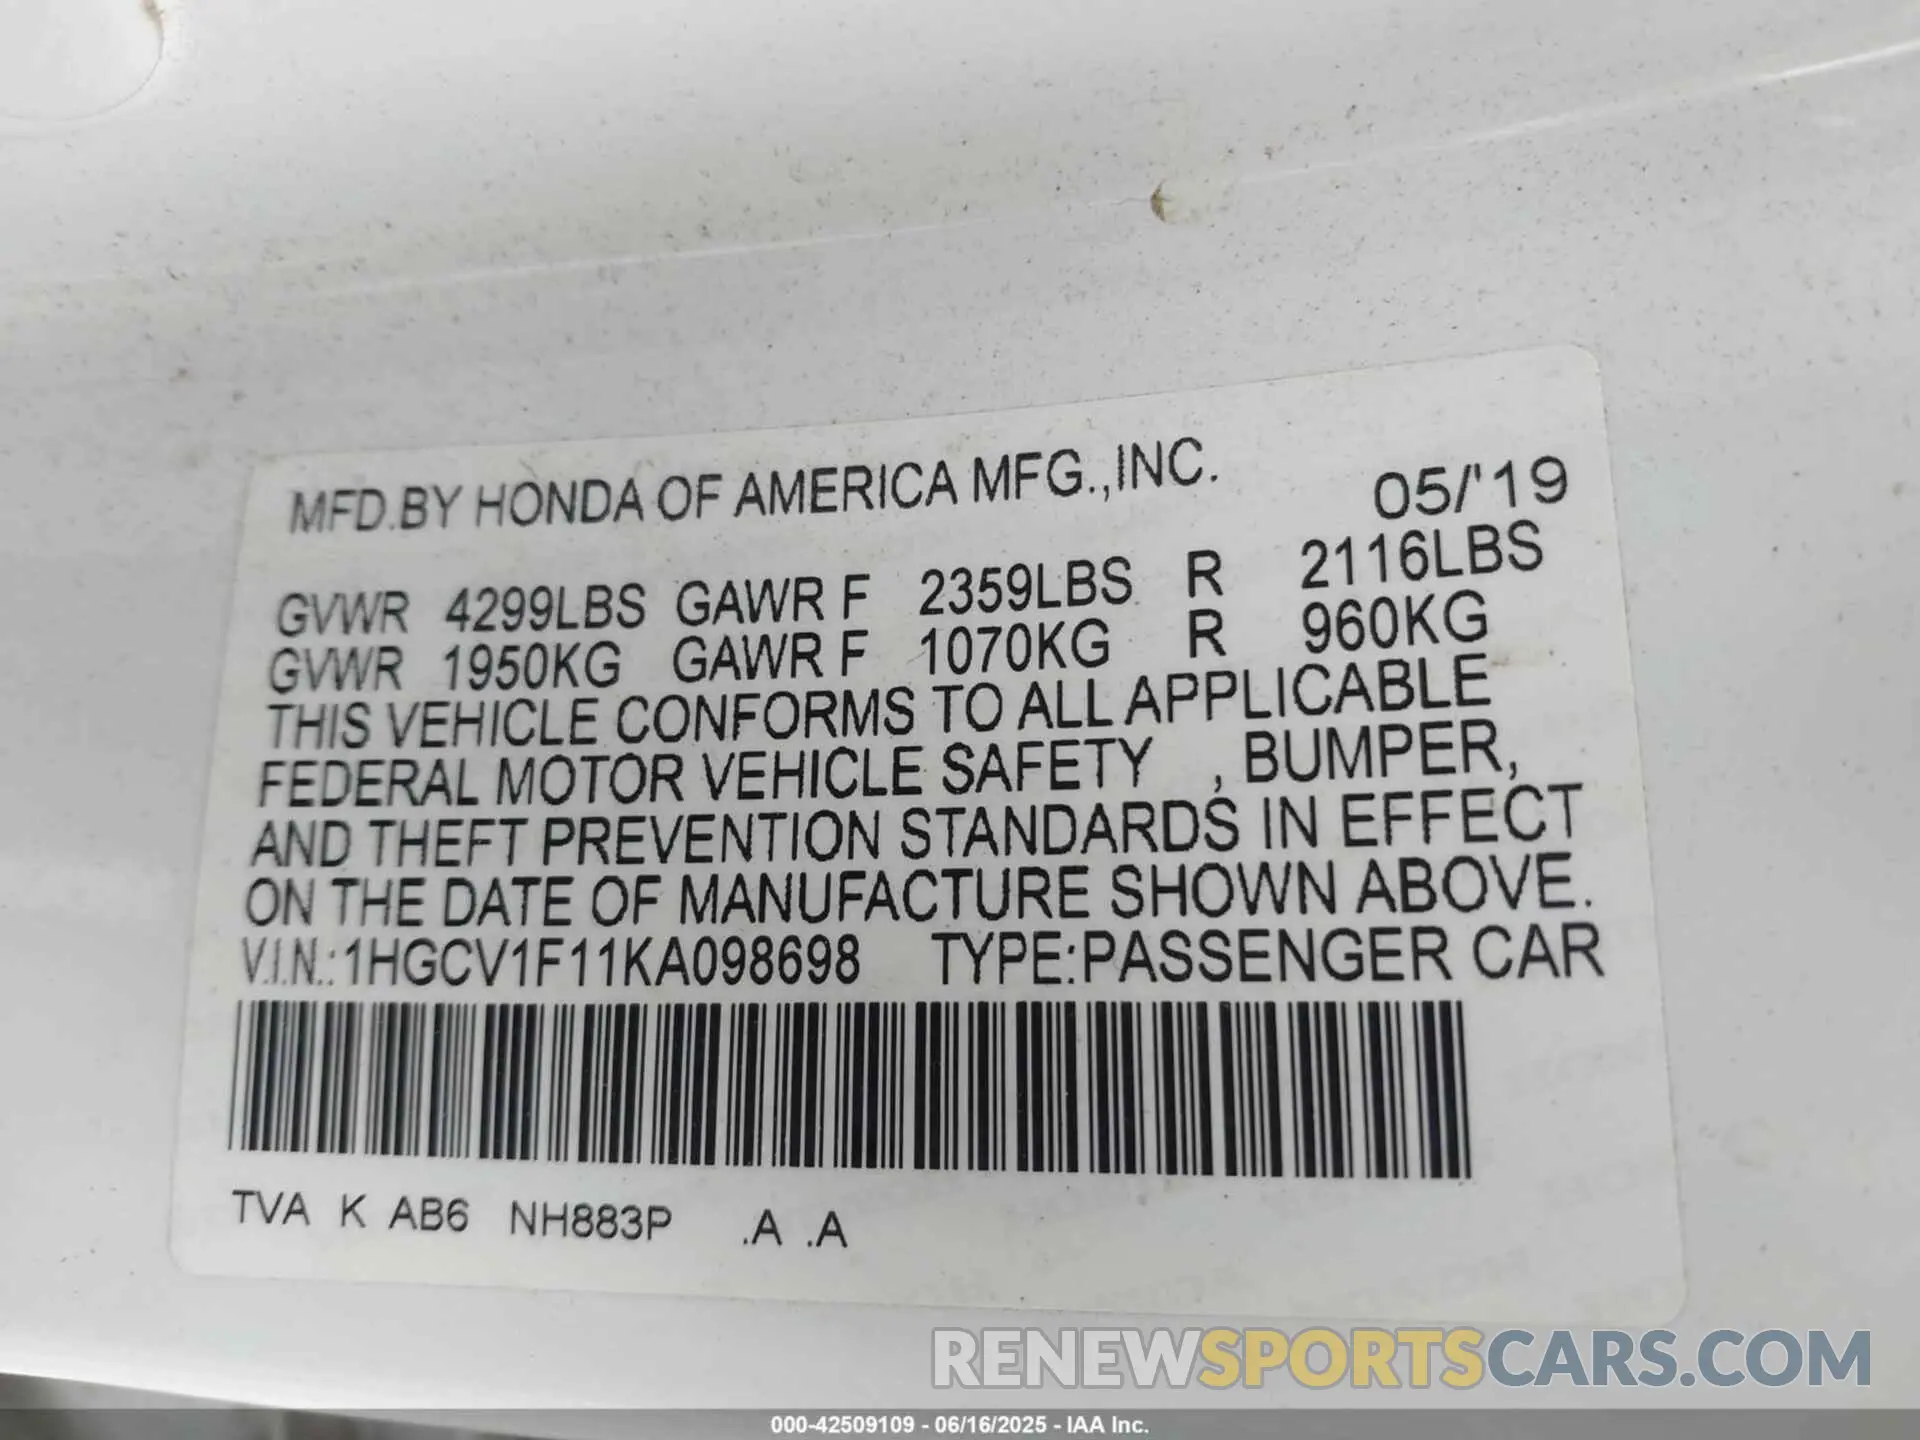 MFD.BY HONDA OF AMERICA MFG.,INC. 05/'19
GVWR 4299LBS GAWR F 2359LBS R 2116LBS
GVWR 1950KG GAWR F 1070KG R 960KG
THIS VEHICLE CONFORMS TO ALL APPLICABLE
FEDERAL MOTOR VEHICLE SAFETY , BUMPER,
AND THEFT PREVENTION STANDARDS IN EFFECT
ON THE DATE OF MANUFACTURE SHOWN ABOVE.
V.I.N.:1HGCV1F11KA098698 TYPE:PASSENGER CAR
TVA K AB6 NH883P .A .A
RENEWSPORTSCARS.COM
000-42509109 - 06/16/2025 - IAA Inc.